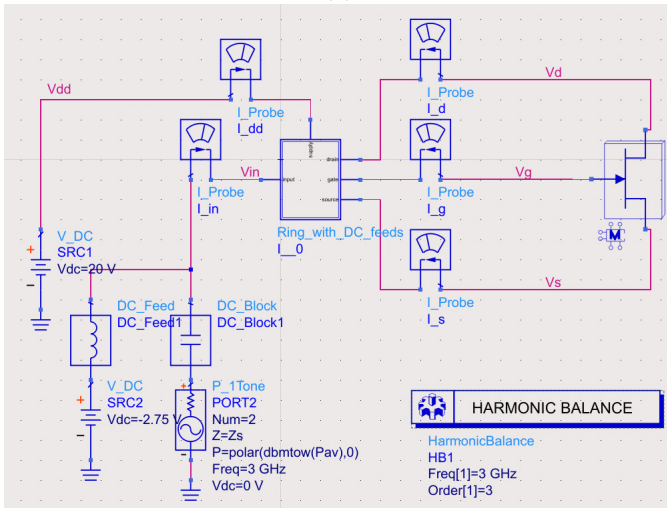 Vdd
I_Probe
I_dd
I_Probe
I_d
Vd
I_Probe
I_in
Vin
supply
input
drain
gate
source
Ring_with_DC_feeds
I__0
I_Probe
I_g
Vg
M
I_Probe
I_s
Vs
+
V_DC
SRC1
Vdc=20 V
-
DC_Feed
DC_Feed1
DC_Block
DC_Block1
+
V_DC
SRC2
Vdc=-2.75 V
-
+
P_1Tone
PORT2
Num=2
Z=Zs
P=polar(dbmtow(Pav),0)
Freq=3 GHz
Vdc=0 V
-
HARMONIC BALANCE
HarmonicBalance
HB1
Freq[1]=3 GHz
Order[1]=3